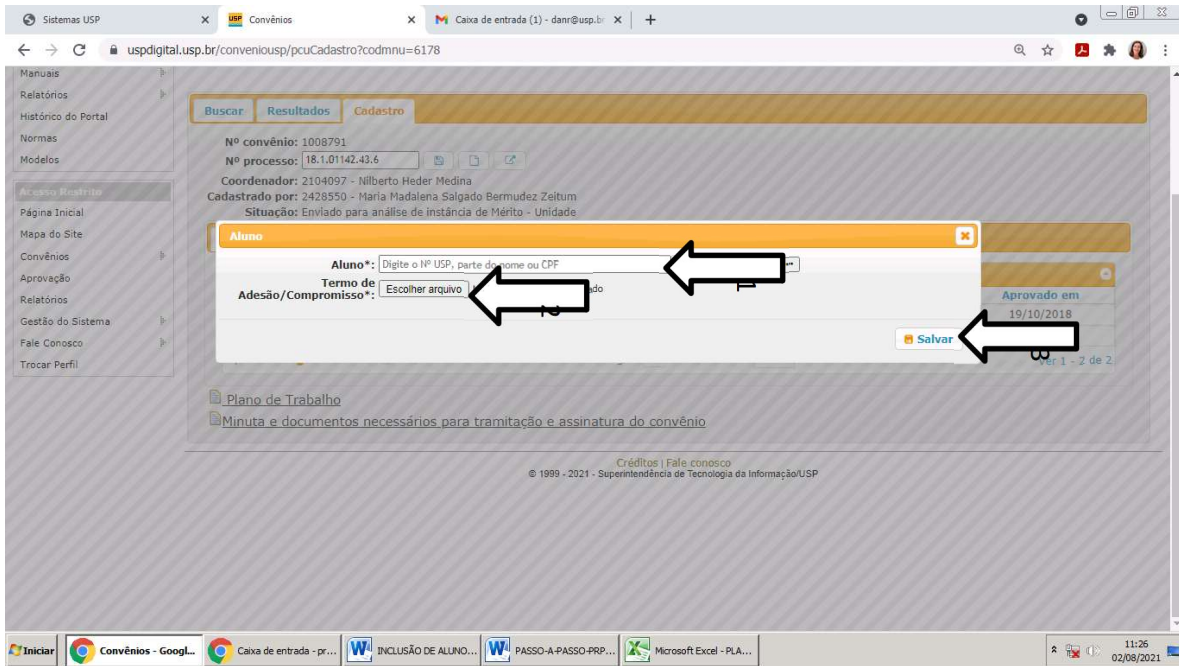 Sistemas USP
USP Convênios
Caixa de entrada (1) - danr@usp.br
uspdigital.usp.br/conveniousp/pcuCadastro?codmnu=6178
Manuais
Relatórios
Histórico do Portal
Normas
Modelos
Acesso Restrito
Página Inicial
Mapa do Site
Convênios
Aprovação
Relatórios
Gestão do Sistema
Fale Conosco
Trocar Perfil
Buscar Resultados Cadastro
Nº convênio: 1008791
Nº processo: 18.1.01142.43.6
Coordenador: 2104097 - Nilberto Heder Medina
Cadastrado por: 2428550 - Maria Madalena Salgado Bermudez Zeitum
Situação: Enviado para análise de instância de Mérito - Unidade
Aluno
Aluno*: Digite o Nº USP, parte do nome ou CPF
1
Termo de
Adesão/Compromisso*: Escolher arquivo
2
Salvar
3
Aprovado em
19/10/2018
Ver 1 - 2 de 2
Plano de Trabalho
Minuta e documentos necessários para tramitação e assinatura do convênio
Créditos | Fale conosco
© 1999 - 2021 - Superintendência de Tecnologia da Informação/USP
Iniciar
Convênios - Googl...
Caixa de entrada - pr...
INCLUSÃO DE ALUNO...
PASSO-A-PASSO-PRP...
Microsoft Excel - PLA...
11:26
02/08/2021